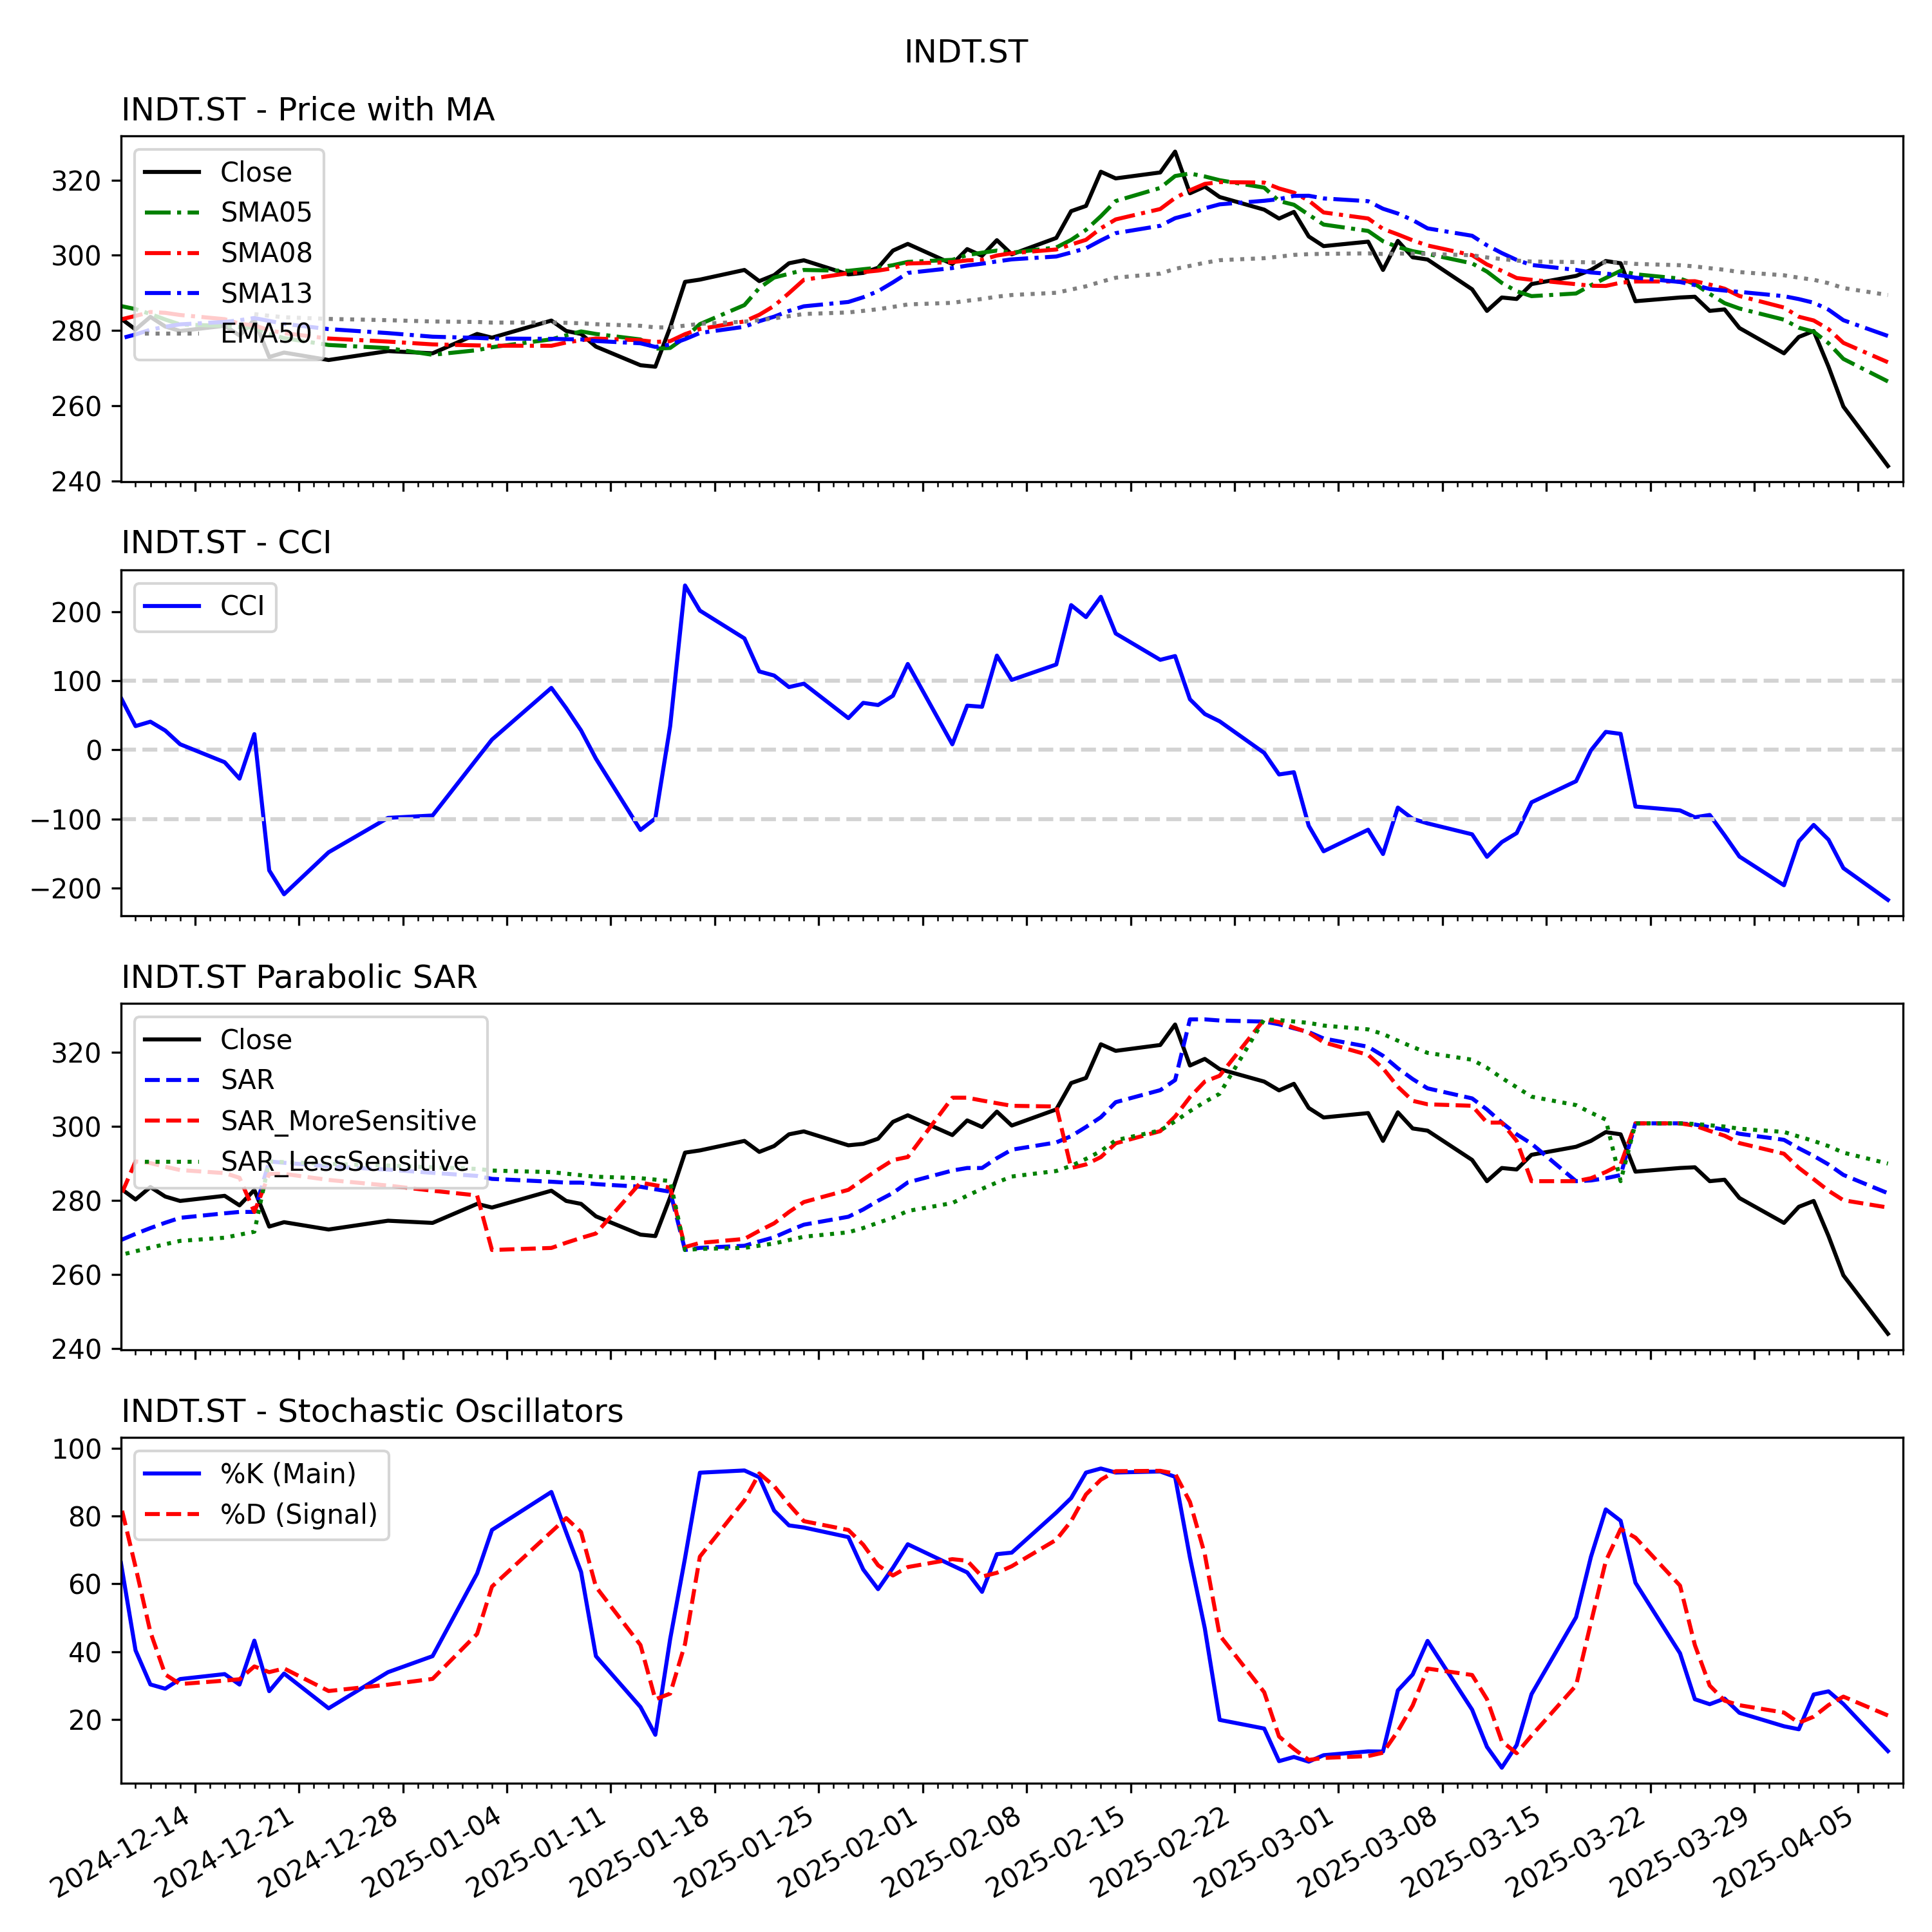 INDT.ST
INDT.ST - Price with MA
Close
SMA05
SMA08
SMA13
EMA50
320
300
280
260
240
INDT.ST - CCI
CCI
200
100
0
−100
−200
INDT.ST Parabolic SAR
Close
SAR
SAR_MoreSensitive
SAR_LessSensitive
320
300
280
260
240
INDT.ST - Stochastic Oscillators
%K (Main)
%D (Signal)
100
80
60
40
20
2024-12-14
2024-12-21
2024-12-28
2025-01-04
2025-01-11
2025-01-18
2025-01-25
2025-02-01
2025-02-08
2025-02-15
2025-02-22
2025-03-01
2025-03-08
2025-03-15
2025-03-22
2025-03-29
2025-04-05